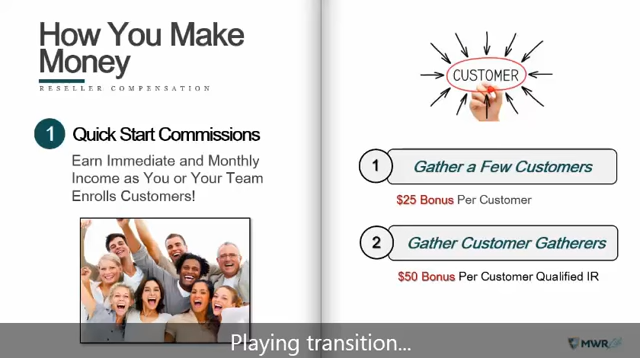 How You Make
Money
RESELLER COMPENSATION
1 Quick Start Commissions
Earn Immediate and Monthly
Income as You or Your Team
Enrolls Customers!
CUSTOMER
1 Gather a Few Customers
$25 Bonus Per Customer
2 Gather Customer Gatherers
$50 Bonus Per Customer Qualified IR
Playing transition...
MWR Life